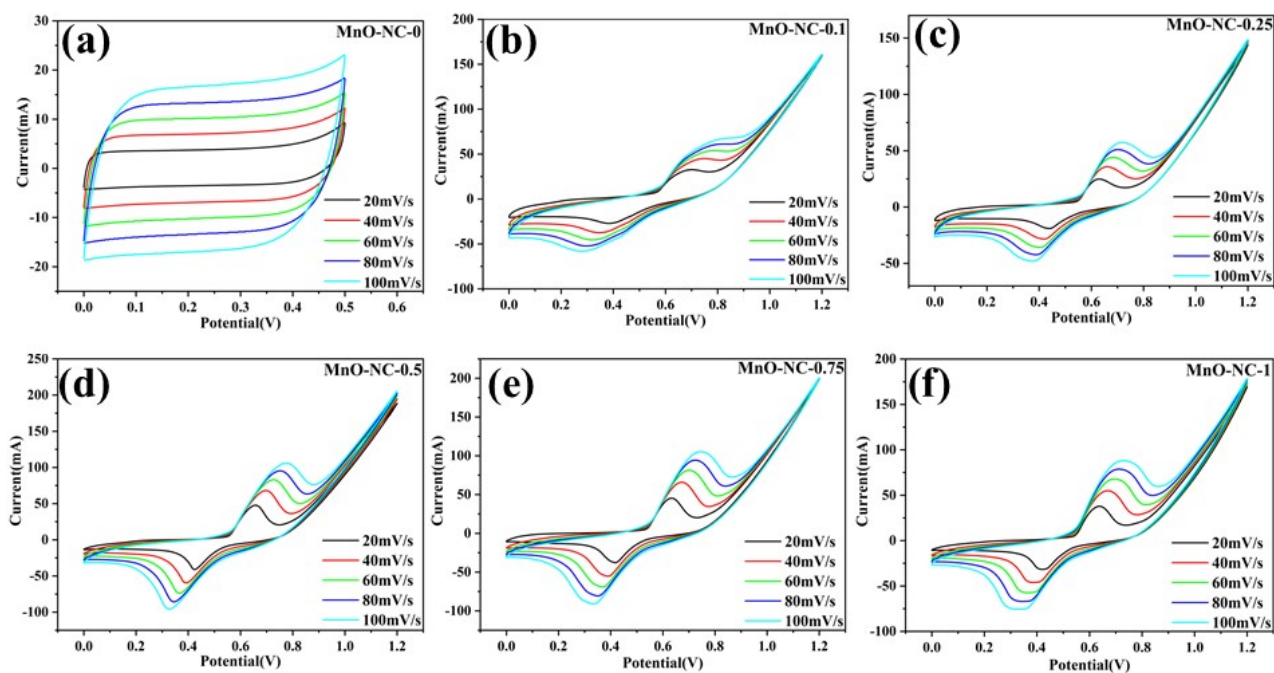 (a)
MnO-NC-0
Current(mA)
30
20
10
0
-10
-20
20mV/s
40mV/s
60mV/s
80mV/s
100mV/s
0.0 0.1 0.2 0.3 0.4 0.5 0.6
Potential(V)
(b)
MnO-NC-0.1
Current(mA)
200
150
100
50
0
-50
-100
20mV/s
40mV/s
60mV/s
80mV/s
100mV/s
0.0 0.2 0.4 0.6 0.8 1.0 1.2
Potential(V)
(c)
MnO-NC-0.25
Current(mA)
150
100
50
0
-50
20mV/s
40mV/s
60mV/s
80mV/s
100mV/s
0.0 0.2 0.4 0.6 0.8 1.0 1.2
Potential(V)
(d)
MnO-NC-0.5
Current(mA)
250
200
150
100
50
0
-50
-100
20mV/s
40mV/s
60mV/s
80mV/s
100mV/s
0.0 0.2 0.4 0.6 0.8 1.0 1.2
Potential(V)
(e)
MnO-NC-0.75
Current(mA)
200
150
100
50
0
-50
-100
20mV/s
40mV/s
60mV/s
80mV/s
100mV/s
0.0 0.2 0.4 0.6 0.8 1.0 1.2
Potential(V)
(f)
MnO-NC-1
Current(mA)
200
150
100
50
0
-50
-100
20mV/s
40mV/s
60mV/s
80mV/s
100mV/s
0.0 0.2 0.4 0.6 0.8 1.0 1.2
Potential(V)